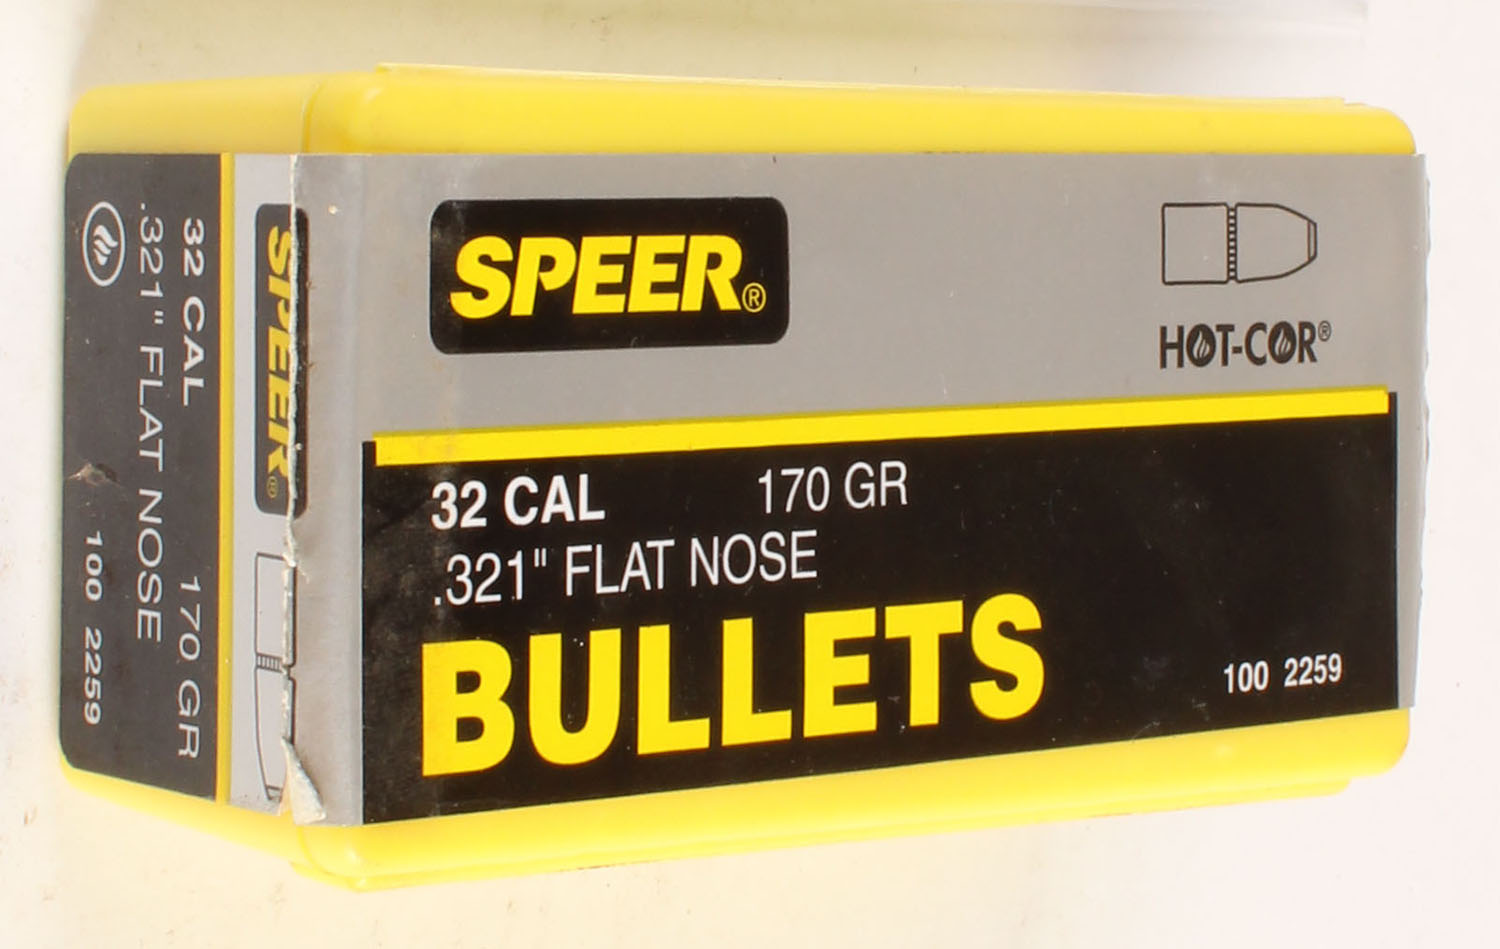 SPEER®
HOT-COR®
32 CAL 170 GR
.321" FLAT NOSE
BULLETS
100 2259
SPEER®
32 CAL 170 GR
.321" FLAT NOSE
100 2259